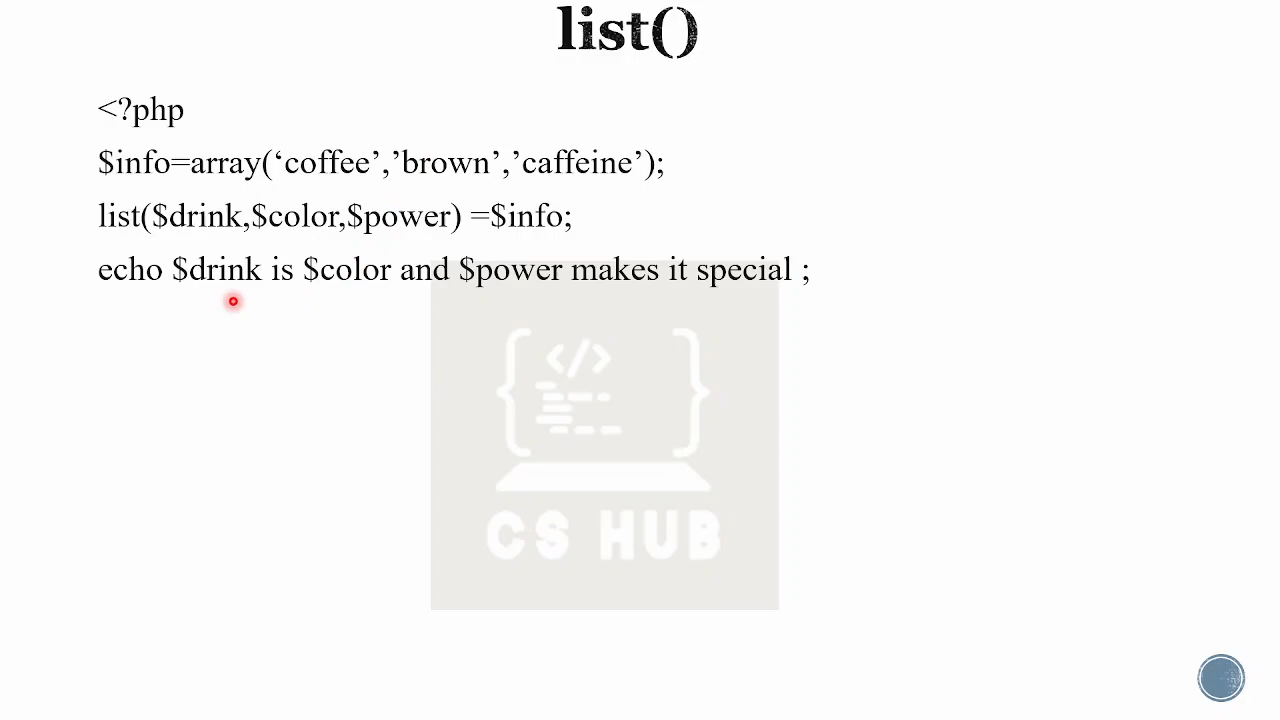 list()
<?php
$info=array(‘coffee’,’brown’,’caffeine’);
list($drink,$color,$power) =$info;
echo $drink is $color and $power makes it special ;
</>
CS HUB